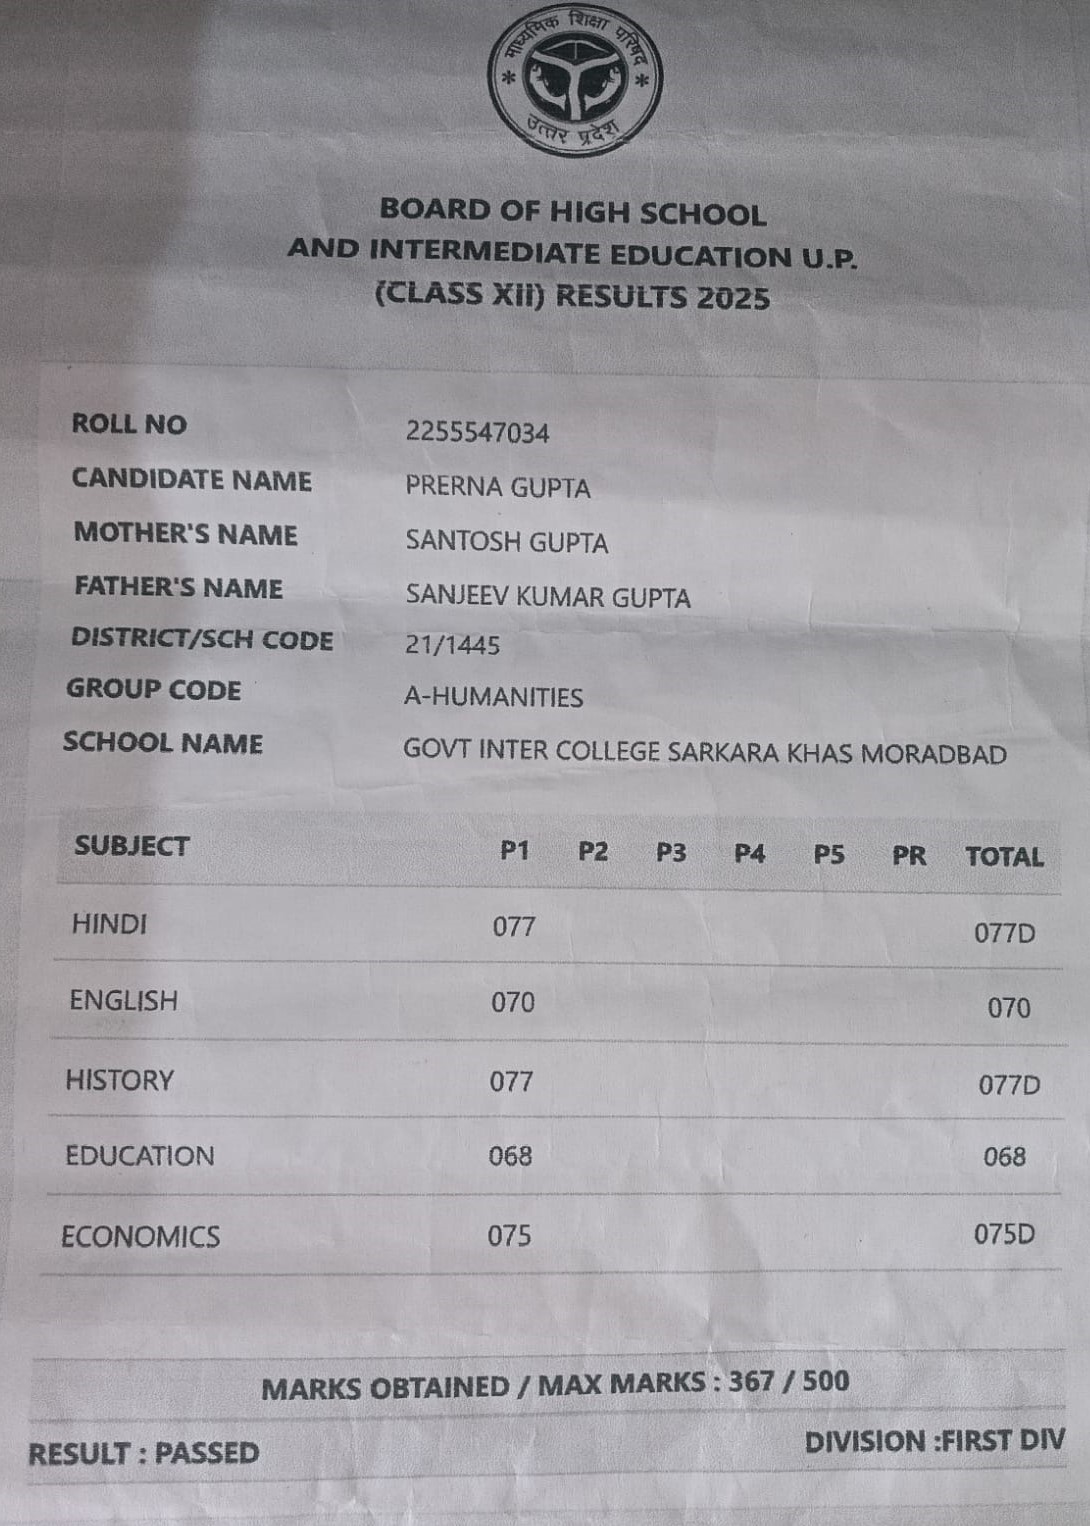 माध्यमिक शिक्षा परिषद
उत्तर प्रदेश
BOARD OF HIGH SCHOOL
AND INTERMEDIATE EDUCATION U.P.
(CLASS XII) RESULTS 2025
ROLL NO 2255547034
CANDIDATE NAME PRERNA GUPTA
MOTHER'S NAME SANTOSH GUPTA
FATHER'S NAME SANJEEV KUMAR GUPTA
DISTRICT/SCH CODE 21/1445
GROUP CODE A-HUMANITIES
SCHOOL NAME GOVT INTER COLLEGE SARKARA KHAS MORADBAD
SUBJECT P1 P2 P3 P4 P5 PR TOTAL
HINDI 077 077D
ENGLISH 070 070
HISTORY 077 077D
EDUCATION 068 068
ECONOMICS 075 075D
MARKS OBTAINED / MAX MARKS : 367 / 500
RESULT : PASSED DIVISION :FIRST DIV